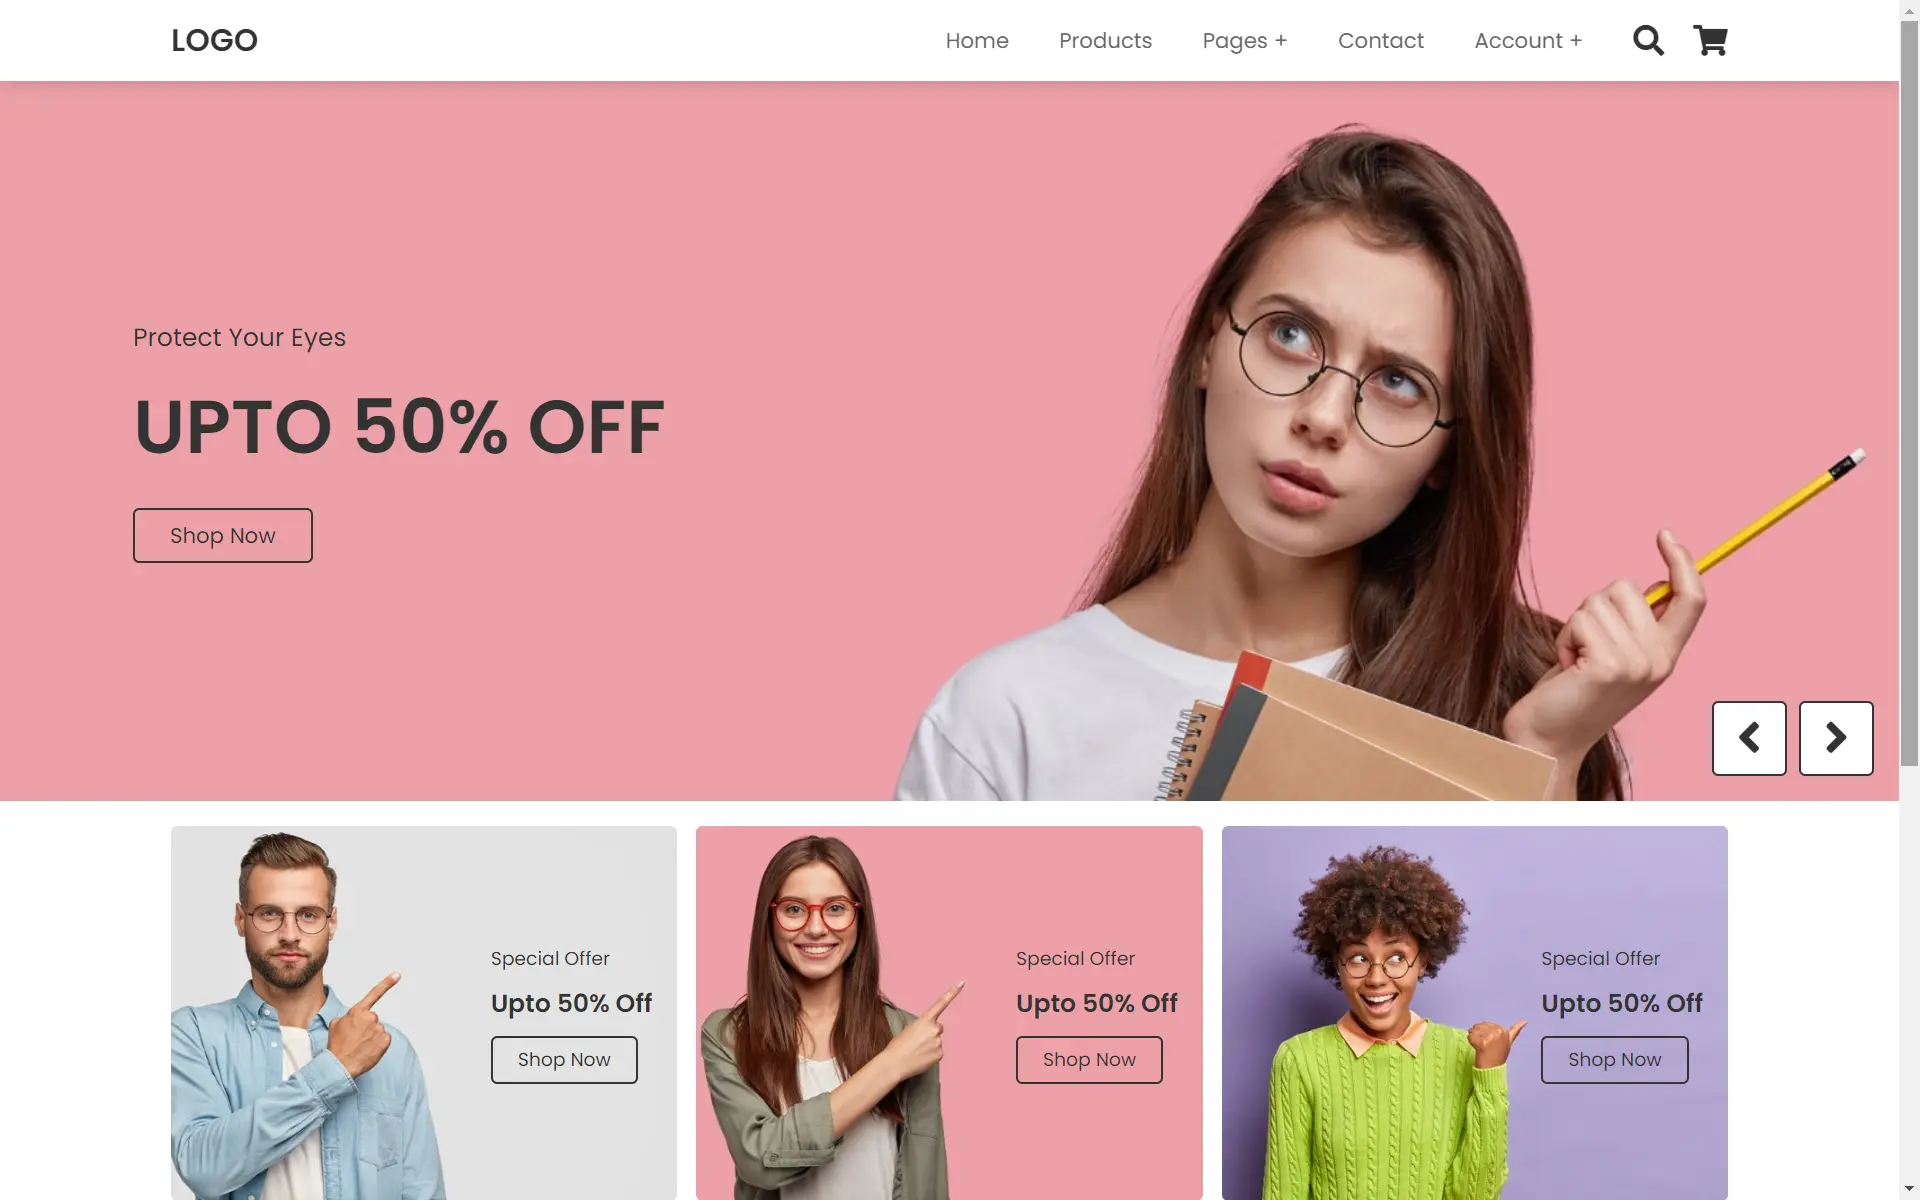 LOGO
Home Products Pages + Contact Account +
Protect Your Eyes
UPTO 50% OFF
Shop Now
Special Offer
Upto 50% Off
Shop Now
Special Offer
Upto 50% Off
Shop Now
Special Offer
Upto 50% Off
Shop Now